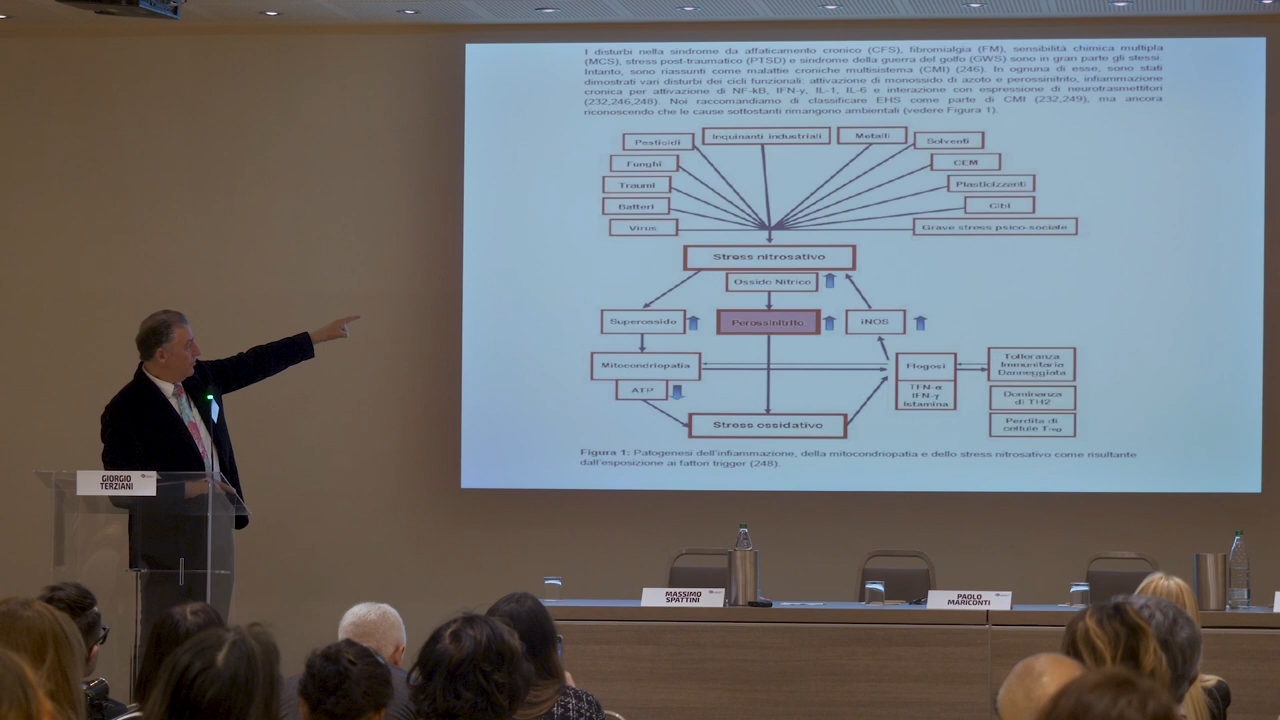 I disturbi nella sindrome da affaticamento cronico (CFS), fibromialgia (FM), sensibilità chimica multipla
(MCS), stress post-traumatico (PTSD) e sindrome della guerra del golfo (GWS) sono in gran parte gli stessi.
Intanto, sono riassunti come malattie croniche multisistema (CMI) (246). In ognuna di esse, sono stati
dimostrati vari disturbi dei cicli funzionali: attivazione di monossido di azoto e perossinitrito, infiammazione
cronica per attivazione di NF-kB, IFN-γ, IL-1, IL-6 e interazione con espressione di neurotrasmettitori
(232,246,248). Noi raccomandiamo di classificare EHS come parte di CMI (232,249), ma ancora
riconoscendo che le cause sottostanti rimangono ambientali (vedere Figura 1).
Pesticidi
Inquinanti industriali
Metalli
Solventi
Funghi
CEM
Traumi
Plasticizzanti
Batteri
Cibi
Virus
Grave stress psico-sociale
Stress nitrosativo
Ossido Nitrico
Superossido
Perossinitrito
iNOS
Mitocondriopatia
ATP
Flogosi
TFN-α
IFN-γ
Istamina
Tolleranza
Immunitaria
Danneggiata
Dominanza
di TH2
Perdita di
cellule Treg
Stress ossidativo
Figura 1: Patogenesi dell'infiammazione, della mitocondriopatia e dello stress nitrosativo come risultante
dall'esposizione ai fattori trigger (248).
GIORGIO
TERZIANI
MASSIMO
SPATTINI
PAOLO
MARICONTI